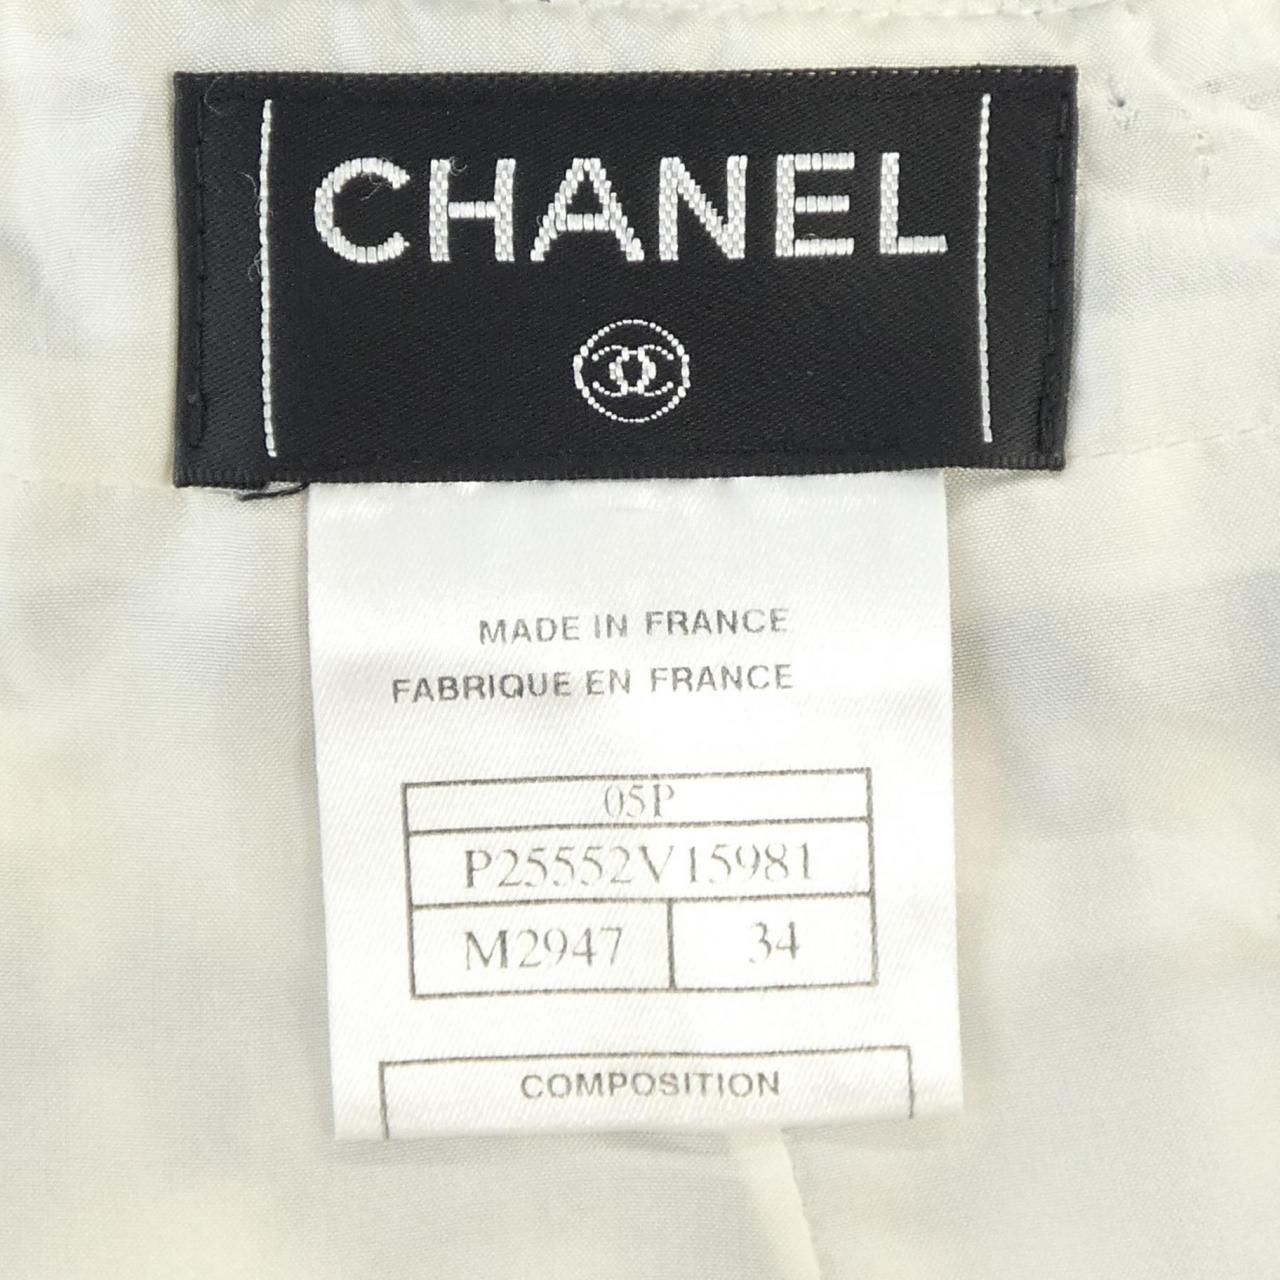 CHANEL
MADE IN FRANCE
FABRIQUE EN FRANCE
05P
P25552V15981
M2947 34
COMPOSITION